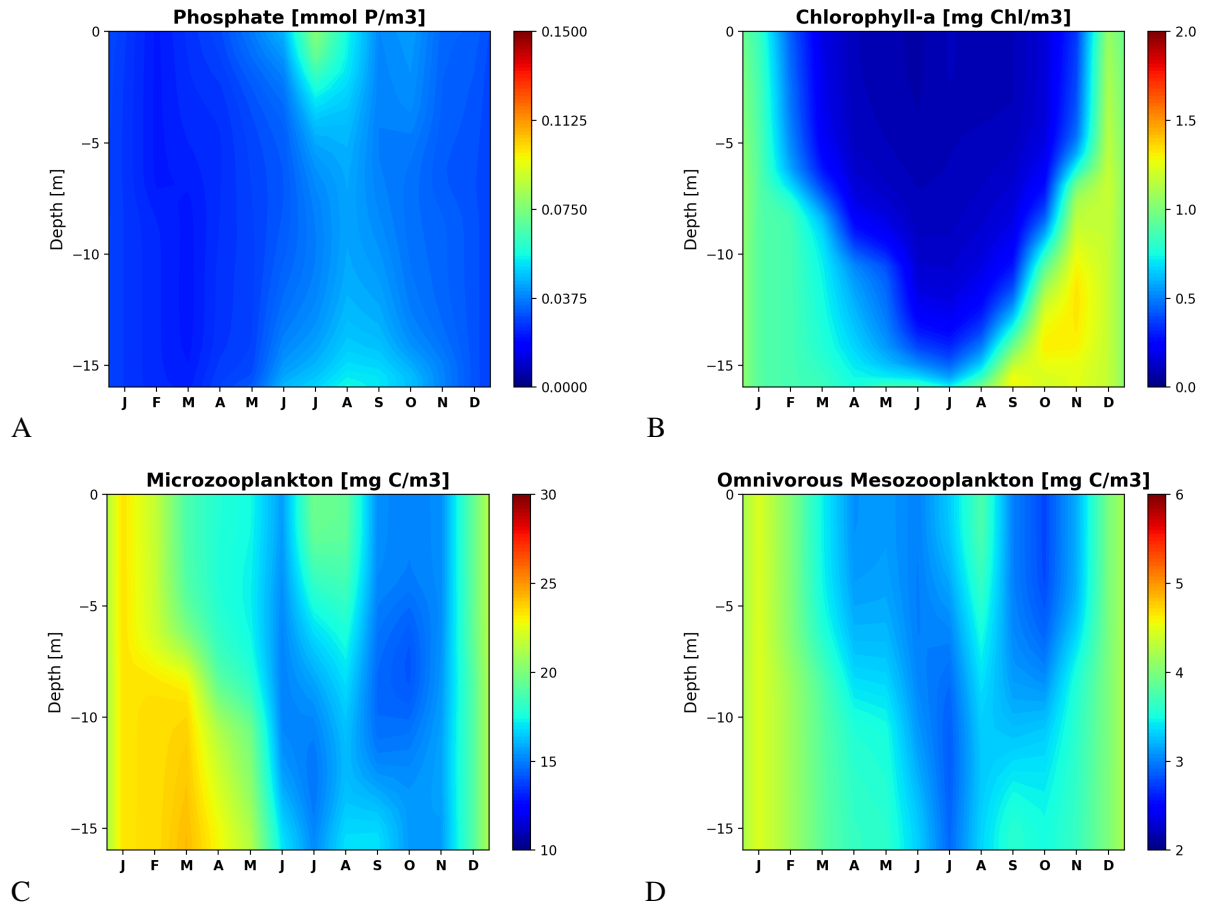 Phosphate [mmol P/m3]
0
−5
−10
−15
Depth [m]
J F M A M J J A S O N D
0.1500
0.1125
0.0750
0.0375
0.0000
A
Chlorophyll-a [mg Chl/m3]
0
−5
−10
−15
Depth [m]
J F M A M J J A S O N D
2.0
1.5
1.0
0.5
0.0
B
Microzooplankton [mg C/m3]
0
−5
−10
−15
Depth [m]
J F M A M J J A S O N D
30
25
20
15
10
C
Omnivorous Mesozooplankton [mg C/m3]
0
−5
−10
−15
Depth [m]
J F M A M J J A S O N D
6
5
4
3
2
D